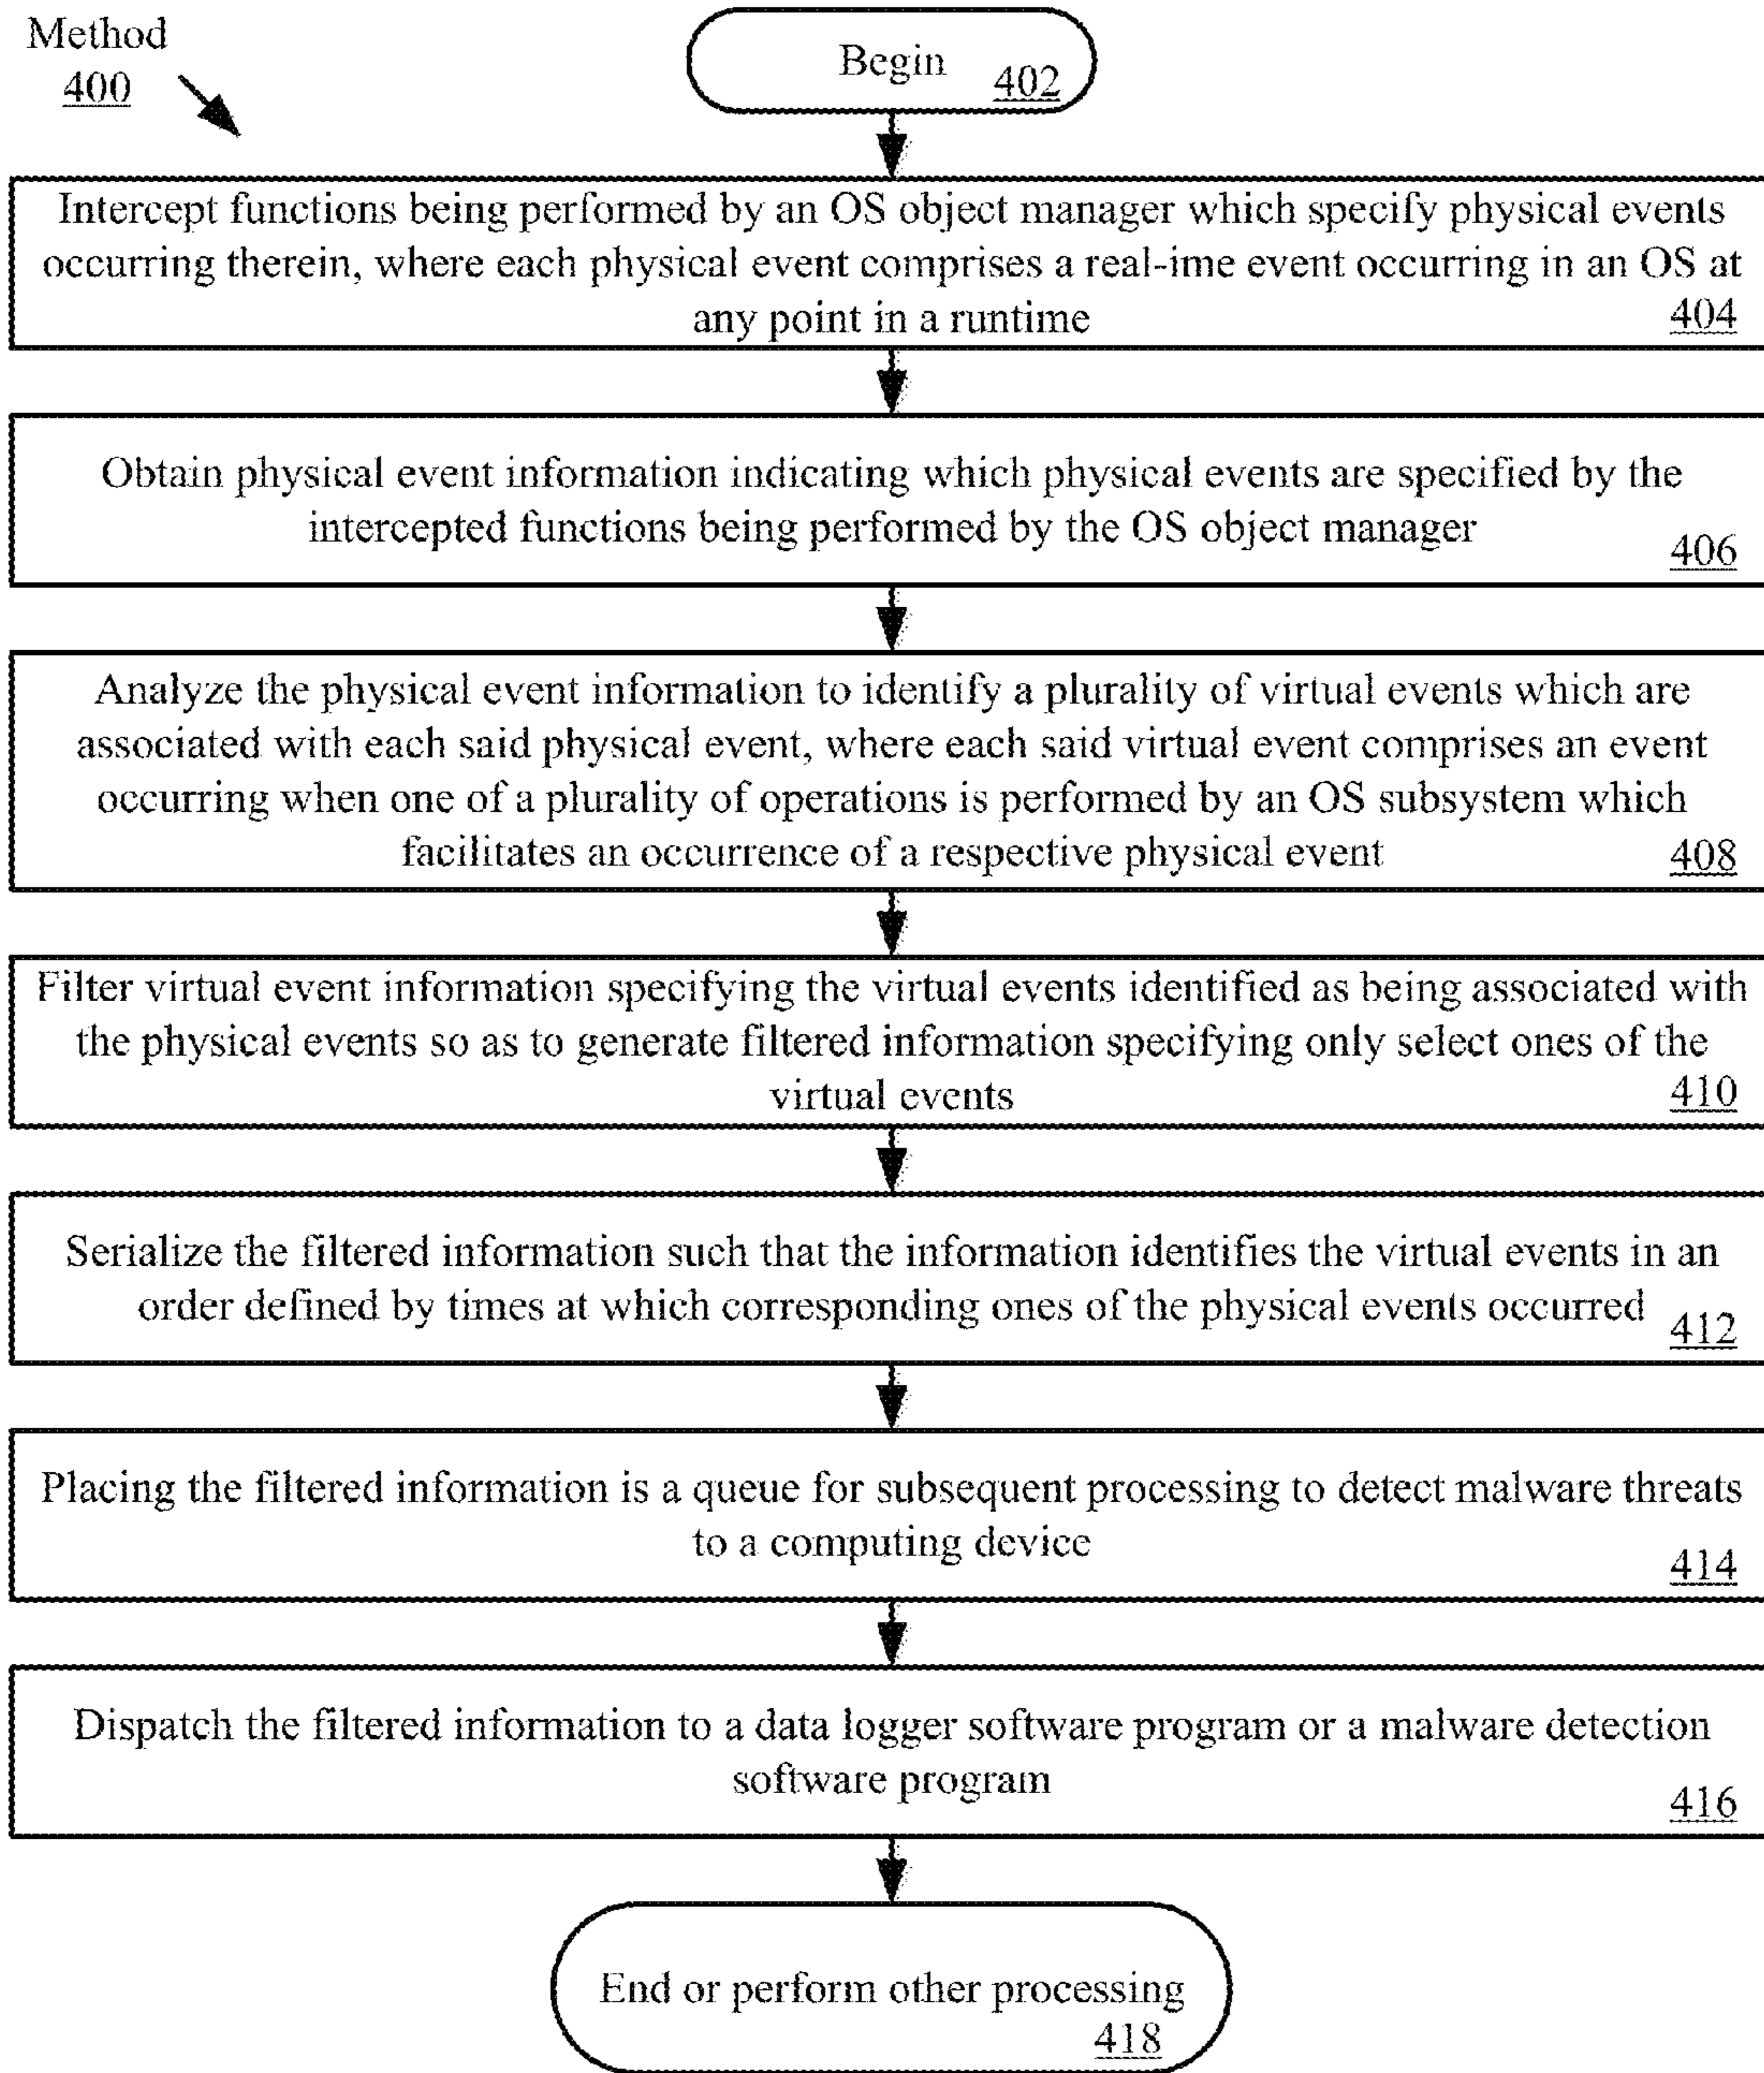 Method
400
Begin
402
Intercept functions being performed by an OS object manager which specify physical events
occurring therein, where each physical event comprises a real-ime event occurring in an OS at
any point in a runtime
404
Obtain physical event information indicating which physical events are specified by the
intercepted functions being performed by the OS object manager
406
Analyze the physical event information to identify a plurality of virtual events which are
associated with each said physical event, where each said virtual event comprises an event
occurring when one of a plurality of operations is performed by an OS subsystem which
facilitates an occurrence of a respective physical event
408
Filter virtual event information specifying the virtual events identified as being associated with
the physical events so as to generate filtered information specifying only select ones of the
virtual events
410
Serialize the filtered information such that the information identifies the virtual events in an
order defined by times at which corresponding ones of the physical events occurred
412
Placing the filtered information is a queue for subsequent processing to detect malware threats
to a computing device
414
Dispatch the filtered information to a data logger software program or a malware detection
software program
416
End or perform other processing
418